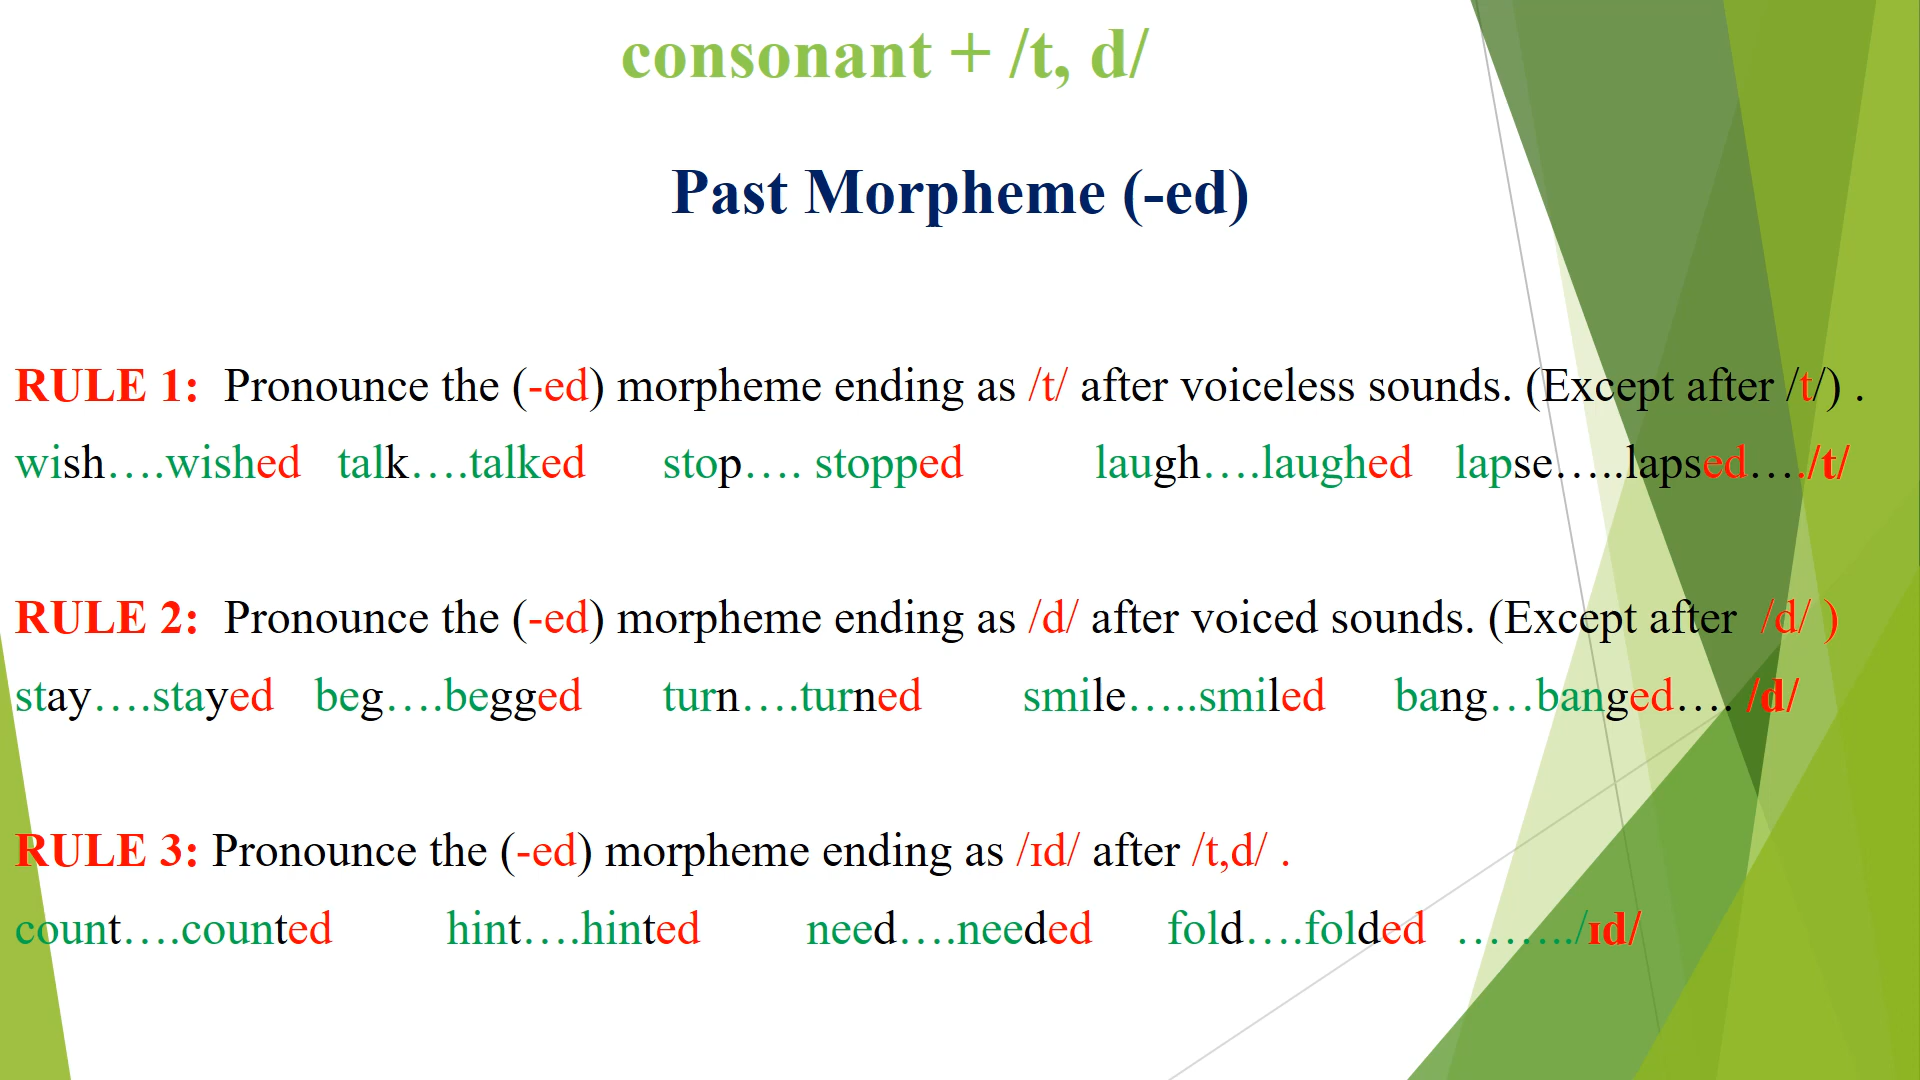 consonant + /t, d/
Past Morpheme (-ed)
RULE 1: Pronounce the (-ed) morpheme ending as /t/ after voiceless sounds. (Except after /t/) .
wish….wished talk….talked stop…. stopped laugh….laughed lapse…..lapsed…./t/
RULE 2: Pronounce the (-ed) morpheme ending as /d/ after voiced sounds. (Except after /d/ )
stay….stayed beg….begged turn….turned smile…..smiled bang…banged…. /d/
RULE 3: Pronounce the (-ed) morpheme ending as /ɪd/ after /t,d/ .
count….counted hint….hinted need….needed fold….folded ………/ɪd/